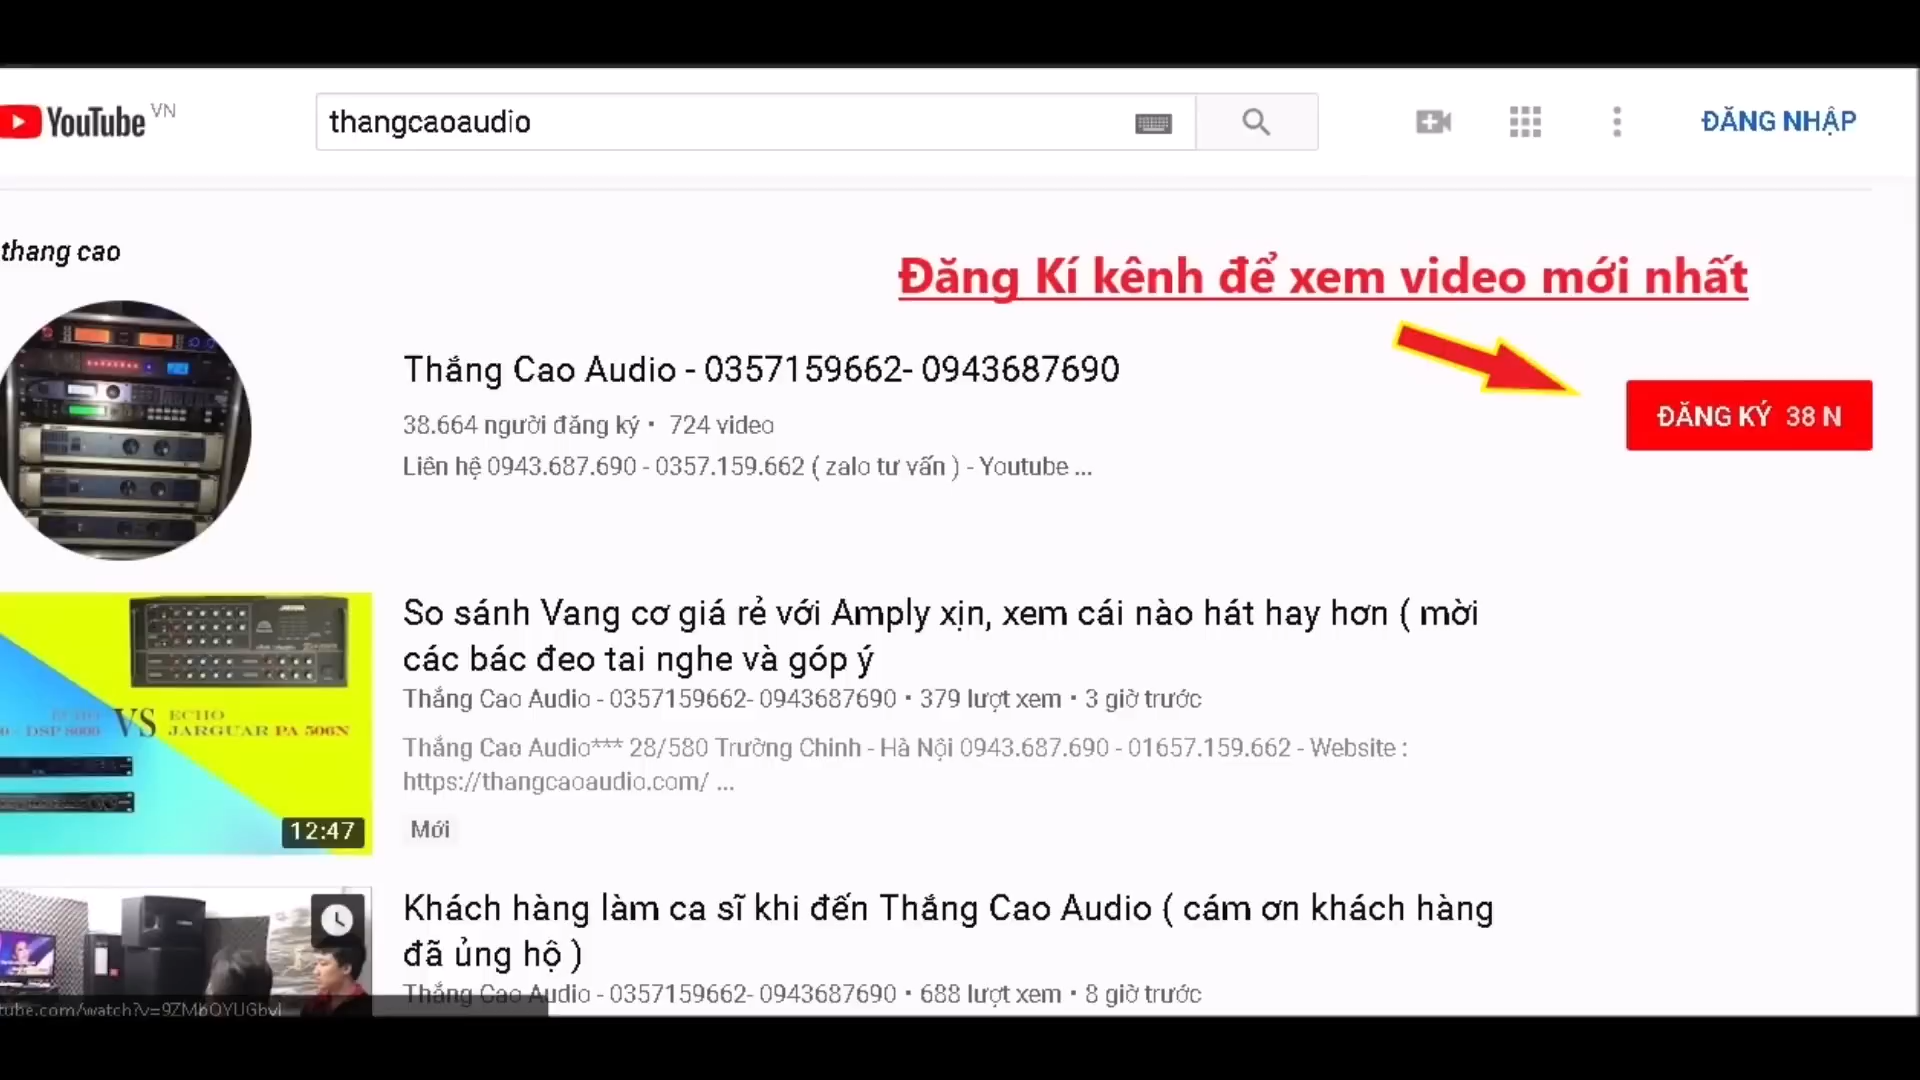 YouTube VN
thangcaoaudio
ĐĂNG NHẬP
thang cao
Đăng Kí kênh để xem video mới nhất
Thắng Cao Audio - 0357159662- 0943687690
38.664 người đăng ký • 724 video
ĐĂNG KÝ 38 N
Liên hệ 0943.687.690 - 0357.159.662 ( zalo tư vấn ) - Youtube ...
So sánh Vang cơ giá rẻ với Amply xịn, xem cái nào hát hay hơn ( mời
các bác đeo tai nghe và góp ý
Thắng Cao Audio - 0357159662- 0943687690 • 379 lượt xem • 3 giờ trước
VS ECHO
- DSP 8000 JARGUAR PA 506N
Thắng Cao Audio*** 28/580 Trường Chinh - Hà Nội 0943.687.690 - 01657.159.662 - Website :
https://thangcaoaudio.com/ ...
12:47
Mới
Khách hàng làm ca sĩ khi đến Thắng Cao Audio ( cám ơn khách hàng
đã ủng hộ )
Thắng Cao Audio - 0357159662- 0943687690 • 688 lượt xem • 8 giờ trước